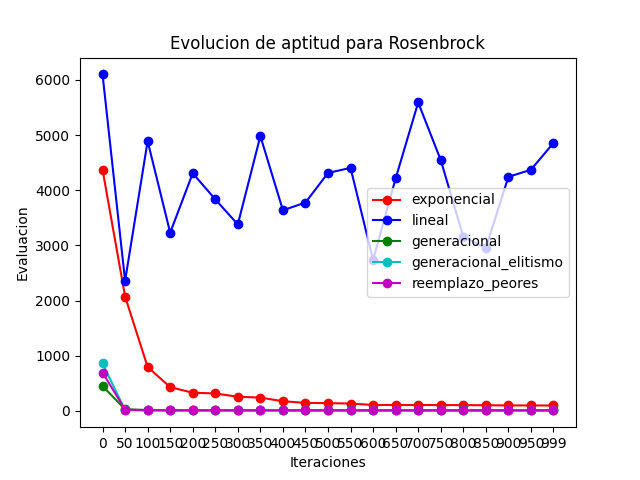 Evolucion de aptitud para Rosenbrock
Evaluacion
6000
5000
4000
3000
2000
1000
0
exponencial
lineal
generacional
generacional_elitismo
reemplazo_peores
0 50 100 150 200 250 300 350 400 450 500 550 600 650 700 750 800 850 900 950 999
Iteraciones